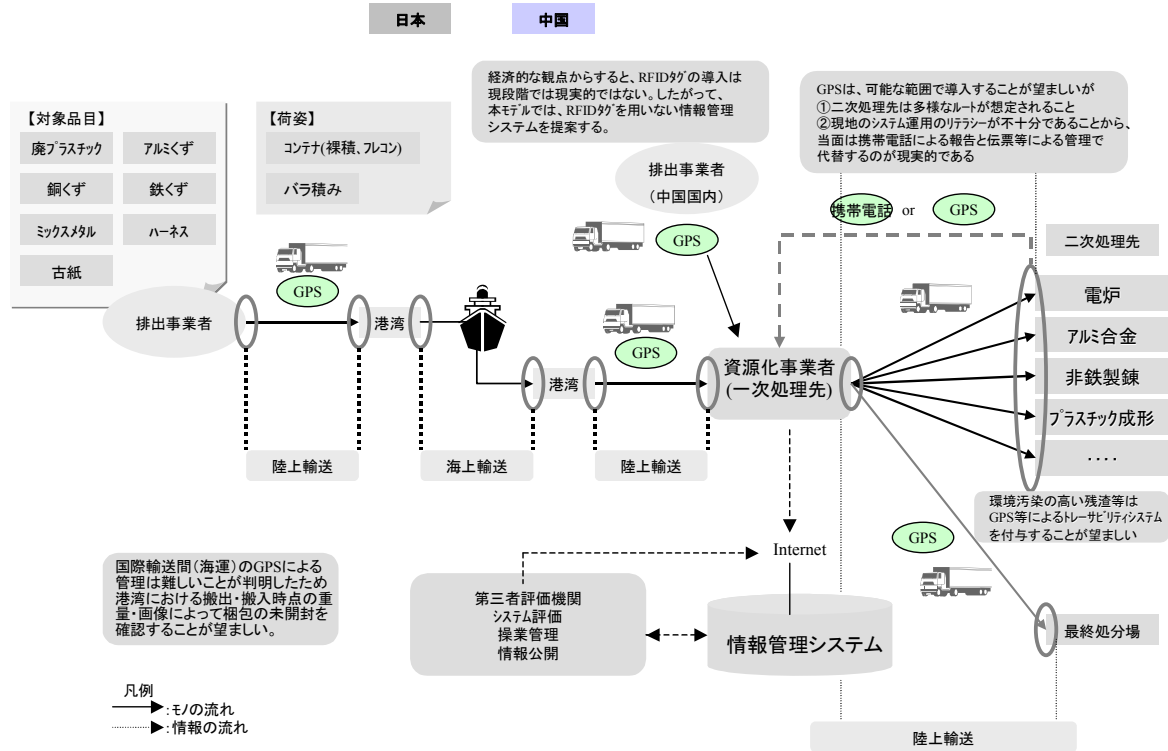 日本
中国
経済的な観点からすると、RFIDタグの導入は
現段階では現実的ではない。したがって、
本モデルでは、RFIDタグを用いない情報管理
システムを提案する。
GPSは、可能な範囲で導入することが望ましいが
①二次処理先は多様なルートが想定されること
②現地のシステム運用のリテラシーが不十分であることから、
当面は携帯電話による報告と伝票等による管理で
代替するのが現実的である
【対象品目】
廃プラスチック
アルミくず
銅くず
鉄くず
ミックスメタル
ハーネス
古紙
【荷姿】
コンテナ(裸積、フレコン)
バラ積み
排出事業者
(中国国内)
GPS
携帯電話 or GPS
二次処理先
GPS
排出事業者
港湾
GPS
港湾
資源化事業者
(一次処理先)
電炉
アルミ合金
非鉄製錬
プラスチック成形
‥‥
陸上輸送
海上輸送
陸上輸送
環境汚染の高い残渣等は
GPS等によるトレーサビリティシステム
を付与することが望ましい
GPS
Internet
国際輸送間(海運)のGPSによる
管理は難しいことが判明したため
港湾における搬出・搬入時点の重
量・画像によって梱包の未開封を
確認することが望ましい。
第三者評価機関
システム評価
操業管理
情報公開
情報管理システム
最終処分場
凡例
:モノの流れ
:情報の流れ
陸上輸送